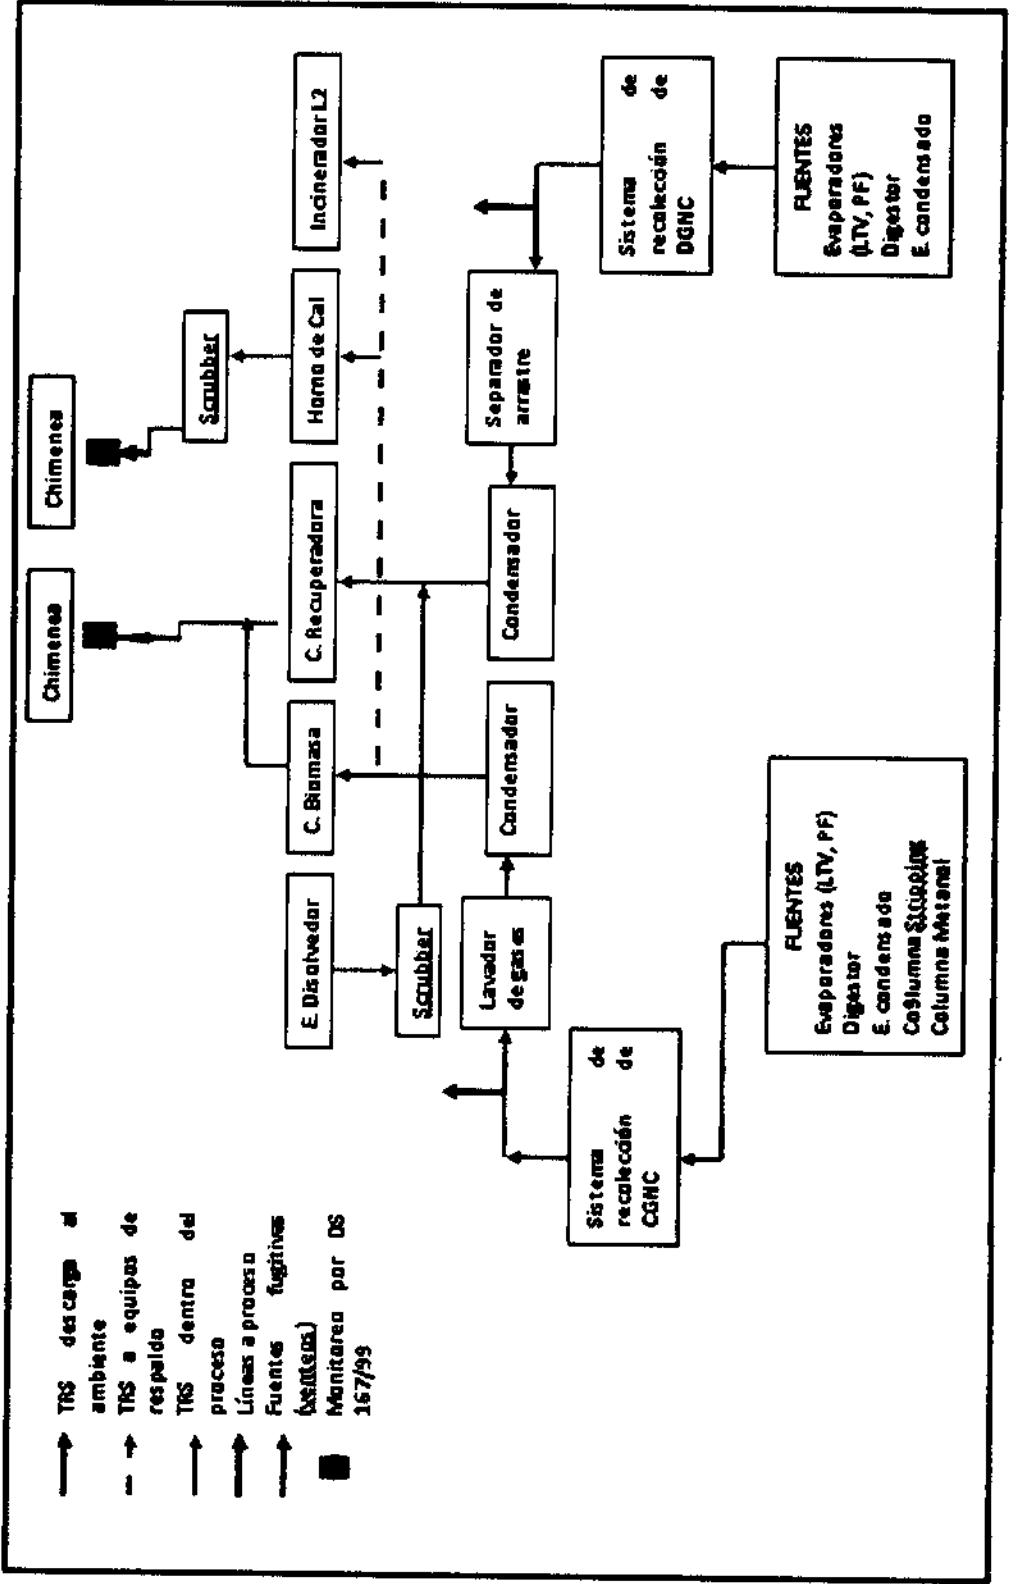 TRS descarga al
ambiente
TRS a equipos de
respaldo
TRS dentro del
proceso
Líneas a proceso
Fuentes fugitivas
(venteos)
Monitoreo por DS
167/99
Chimenea
Chimenea
Scrubber
E. Disolvedor
C. Biomasa
C. Recuperadora
Horno de Cal
Incinerador L2
Scrubber
Lavador
de gases
Condensador
Condensador
Separador de
arrastre
Sistema de
recolección de
CGNC
Sistema de
recolección de
DGNC
FUENTES
Evaporadores (LTV, PF)
Digestor
E. condensado
Co9lumna Stripping
Columna Metanol
FUENTES
Evaporadores
(LTV, PF)
Digestor
E. condensado